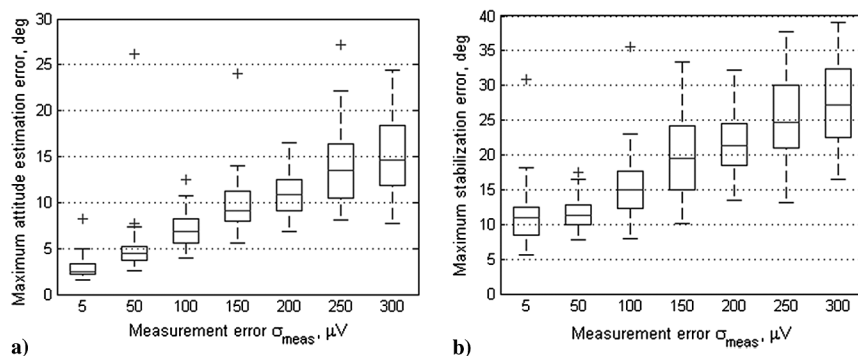 30
25
20
15
10
5
0
Maximum attitude estimation error, deg
5 50 100 150 200 250 300
Measurement error σmeas, μV
a)
40
35
30
25
20
15
10
5
0
Maximum stabilization error, deg
5 50 100 150 200 250 300
Measurement error σmeas, μV
b)